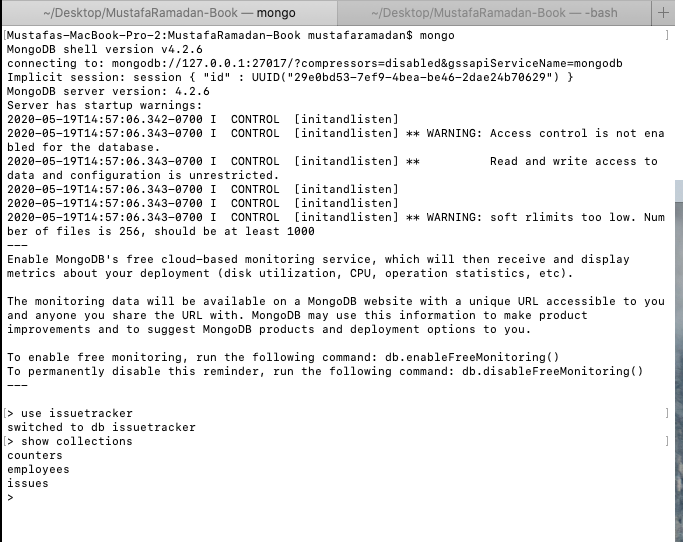 ~/Desktop/MustafaRamadan-Book — mongo
~/Desktop/MustafaRamadan-Book — -bash
+
[Mustafas-MacBook-Pro-2:MustafaRamadan-Book mustafaramadan$ mongo ]
MongoDB shell version v4.2.6
connecting to: mongodb://127.0.0.1:27017/?compressors=disabled&gssapiServiceName=mongodb
Implicit session: session { "id" : UUID("29e0bd53-7ef9-4bea-be46-2dae24b70629") }
MongoDB server version: 4.2.6
Server has startup warnings:
2020-05-19T14:57:06.342-0700 I  CONTROL  [initandlisten]
2020-05-19T14:57:06.343-0700 I  CONTROL  [initandlisten] ** WARNING: Access control is not ena
bled for the database.
2020-05-19T14:57:06.343-0700 I  CONTROL  [initandlisten] **          Read and write access to
data and configuration is unrestricted.
2020-05-19T14:57:06.343-0700 I  CONTROL  [initandlisten]
2020-05-19T14:57:06.343-0700 I  CONTROL  [initandlisten]
2020-05-19T14:57:06.343-0700 I  CONTROL  [initandlisten] ** WARNING: soft rlimits too low. Num
ber of files is 256, should be at least 1000
---
Enable MongoDB's free cloud-based monitoring service, which will then receive and display
metrics about your deployment (disk utilization, CPU, operation statistics, etc).
The monitoring data will be available on a MongoDB website with a unique URL accessible to you
and anyone you share the URL with. MongoDB may use this information to make product
improvements and to suggest MongoDB products and deployment options to you.
To enable free monitoring, run the following command: db.enableFreeMonitoring()
To permanently disable this reminder, run the following command: db.disableFreeMonitoring()
---
[> use issuetracker ]
switched to db issuetracker
[> show collections ]
counters
employees
issues
>